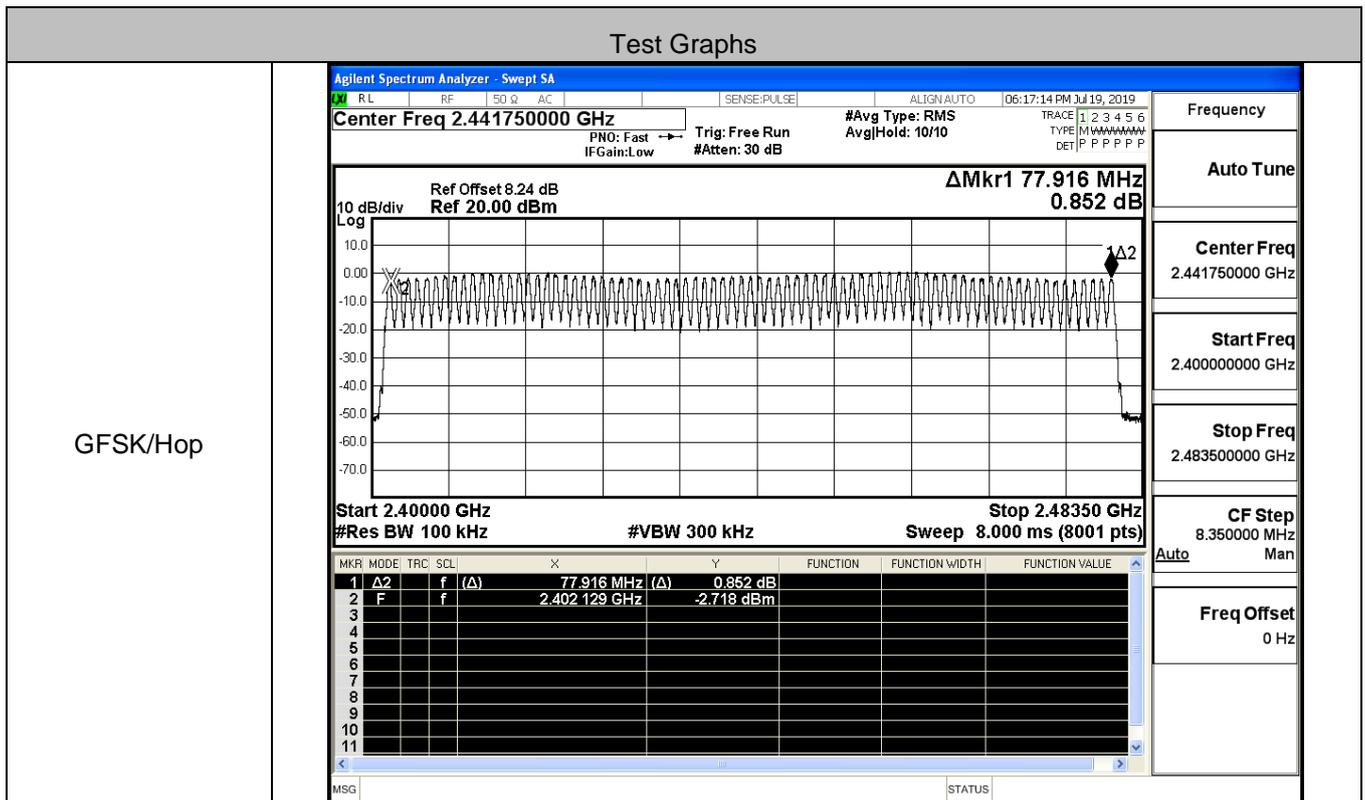 Test Graphs
GFSK/Hop
Agilent Spectrum Analyzer - Swept SA
LXI RL RF 50 Ω AC SENSE:PULSE ALIGN AUTO 06:17:14 PM Jul 19, 2019
Center Freq 2.441750000 GHz
PNO: Fast
IFGain:Low
Trig: Free Run
#Atten: 30 dB
#Avg Type: RMS
Avg|Hold: 10/10
TRACE 1 2 3 4 5 6
TYPE M WWWWW
DET P P P P P P
ΔMkr1 77.916 MHz
0.852 dB
Ref Offset 8.24 dB
10 dB/div Ref 20.00 dBm
Log
10.0
0.00
-10.0
-20.0
-30.0
-40.0
-50.0
-60.0
-70.0
1Δ2
2
Start 2.40000 GHz Stop 2.48350 GHz
#Res BW 100 kHz #VBW 300 kHz Sweep 8.000 ms (8001 pts)
MKR MODE TRC SCL X Y FUNCTION FUNCTION WIDTH FUNCTION VALUE
1 Δ2 f (Δ) 77.916 MHz (Δ) 0.852 dB
2 F f 2.402 129 GHz -2.718 dBm
3
4
5
6
7
8
9
10
11
MSG STATUS
Frequency
Auto Tune
Center Freq
2.441750000 GHz
Start Freq
2.400000000 GHz
Stop Freq
2.483500000 GHz
CF Step
8.350000 MHz
Auto Man
Freq Offset
0 Hz